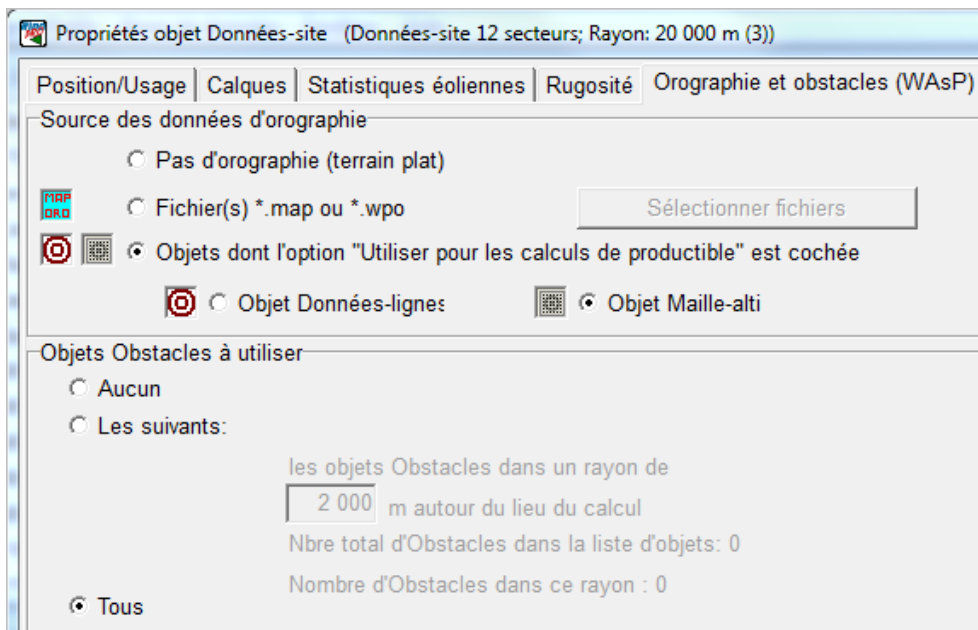 Propriétés objet Données-site (Données-site 12 secteurs; Rayon: 20 000 m (3))
Position/Usage Calques Statistiques éoliennes Rugosité Orographie et obstacles (WAsP)
Source des données d'orographie
Pas d'orographie (terrain plat)
MAP
ORO
Fichier(s) *.map ou *.wpo Sélectionner fichiers
Objets dont l'option "Utiliser pour les calculs de productible" est cochée
Objet Données-lignes Objet Maille-alti
Objets Obstacles à utiliser
Aucun
Les suivants:
les objets Obstacles dans un rayon de
2 000 m autour du lieu du calcul
Nbre total d'Obstacles dans la liste d'objets: 0
Nombre d'Obstacles dans ce rayon : 0
Tous